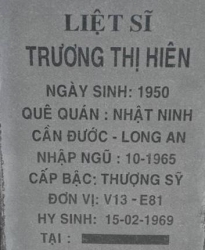 LIỆT SĨ
TRƯƠNG THỊ HIÊN
NGÀY SINH: 1950
QUÊ QUÁN : NHẬT NINH
CẦN ĐƯỚC - LONG AN
NHẬP NGŨ : 10-1965
CẤP BẬC: THƯỢNG SỸ
ĐƠN VỊ: V13 - E81
HY SINH: 15-02-1969
TẠI :